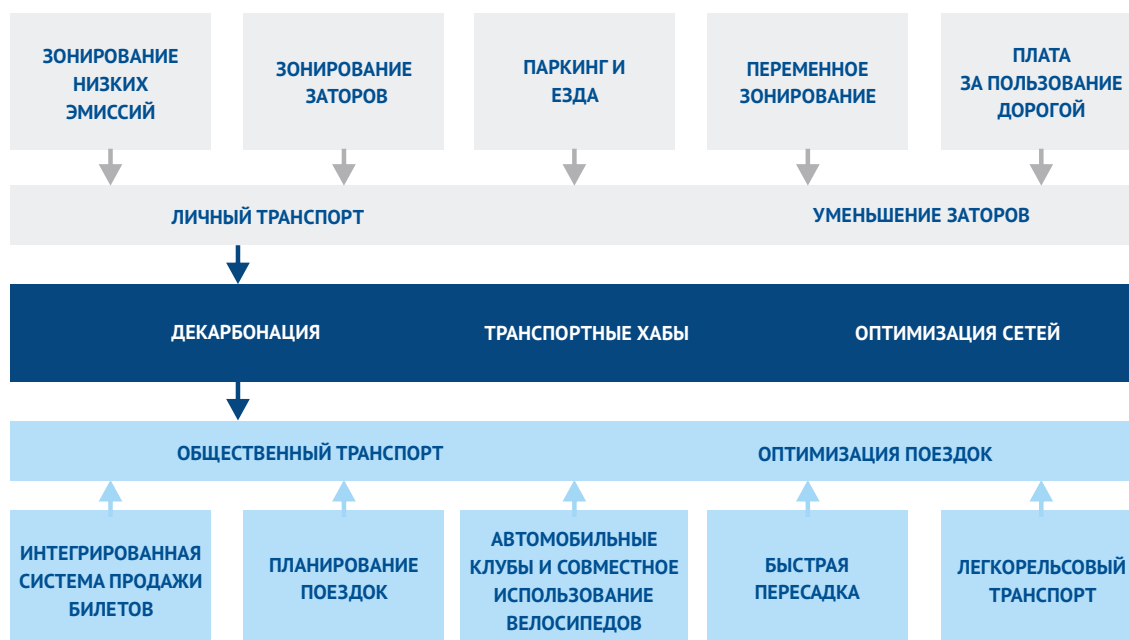 ЗОНИРОВАНИЕ
НИЗКИХ
ЭМИССИЙ
ЗОНИРОВАНИЕ
ЗАТОРОВ
ПАРКИНГ И
ЕЗДА
ПЕРЕМЕННОЕ
ЗОНИРОВАНИЕ
ПЛАТА
ЗА ПОЛЬЗОВАНИЕ
ДОРОГОЙ
ЛИЧНЫЙ ТРАНСПОРТ
УМЕНЬШЕНИЕ ЗАТОРОВ
ДЕКАРБОНАЦИЯ
ТРАНСПОРТНЫЕ ХАБЫ
ОПТИМИЗАЦИЯ СЕТЕЙ
ОБЩЕСТВЕННЫЙ ТРАНСПОРТ
ОПТИМИЗАЦИЯ ПОЕЗДОК
ИНТЕГРИРОВАННАЯ
СИСТЕМА ПРОДАЖИ
БИЛЕТОВ
ПЛАНИРОВАНИЕ
ПОЕЗДОК
АВТОМОБИЛЬНЫЕ
КЛУБЫ И СОВМЕСТНОЕ
ИСПОЛЬЗОВАНИЕ
ВЕЛОСИПЕДОВ
БЫСТРАЯ
ПЕРЕСАДКА
ЛЕГКОРЕЛЬСОВЫЙ
ТРАНСПОРТ